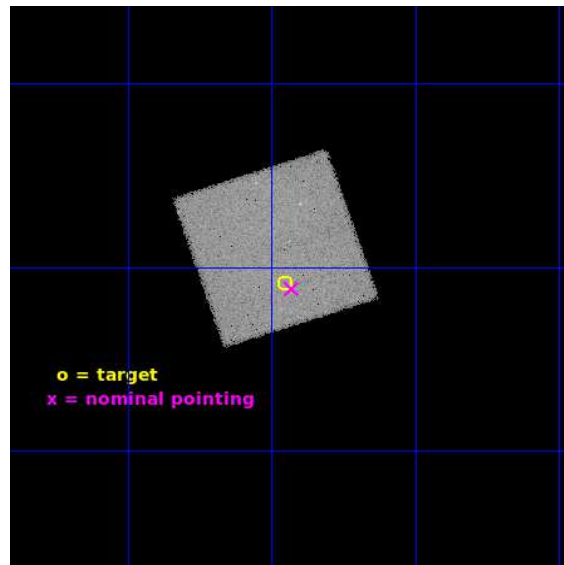 o = target
x = nominal pointing